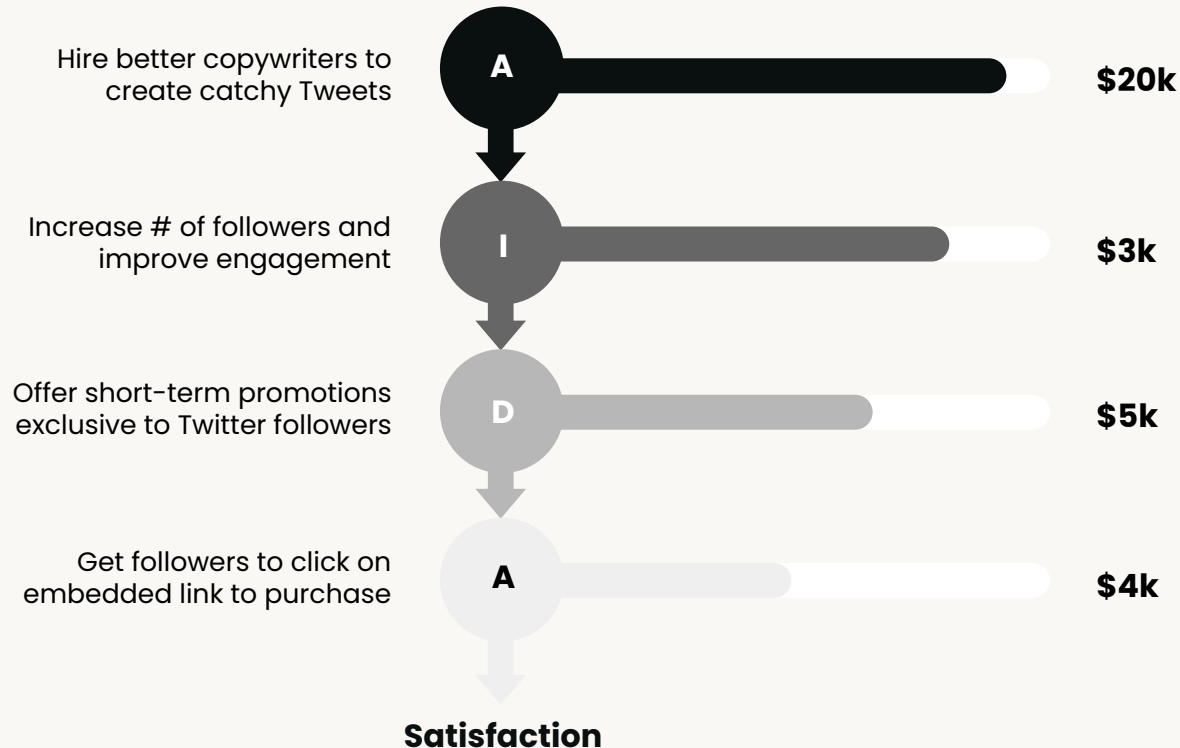 Hire better copywriters to
create catchy Tweets
A
$20k
Increase # of followers and
improve engagement
I
$3k
Offer short-term promotions
exclusive to Twitter followers
D
$5k
Get followers to click on
embedded link to purchase
A
$4k
Satisfaction